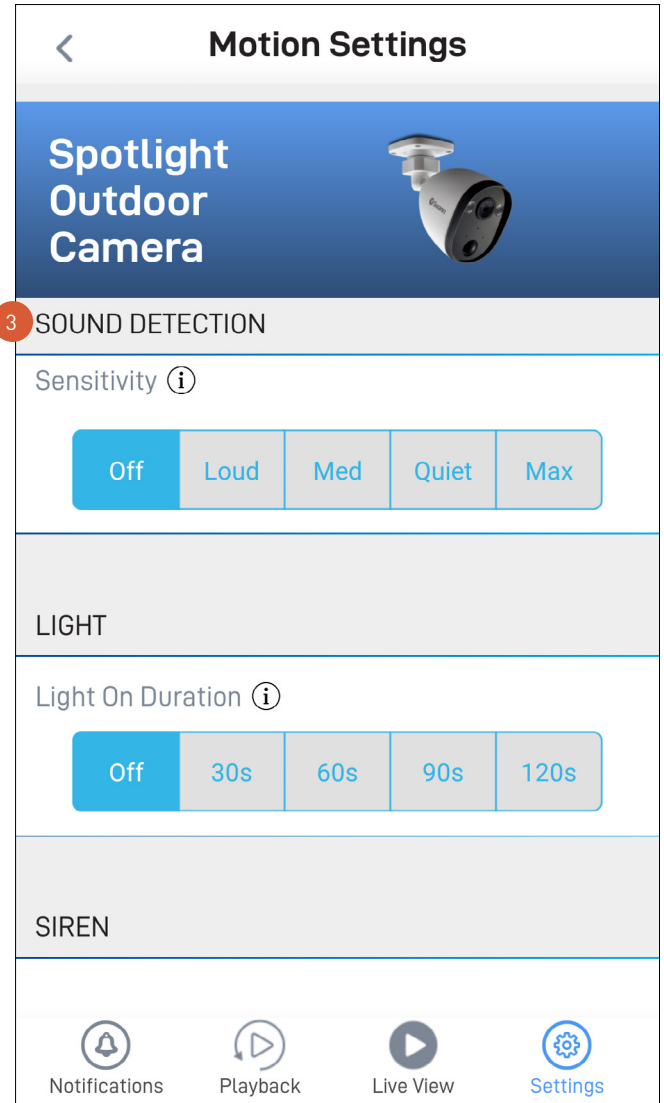 Motion Settings
Spotlight
Outdoor
Camera
3
SOUND DETECTION
Sensitivity i
Off Loud Med Quiet Max
LIGHT
Light On Duration i
Off 30s 60s 90s 120s
SIREN
Notifications Playback Live View Settings